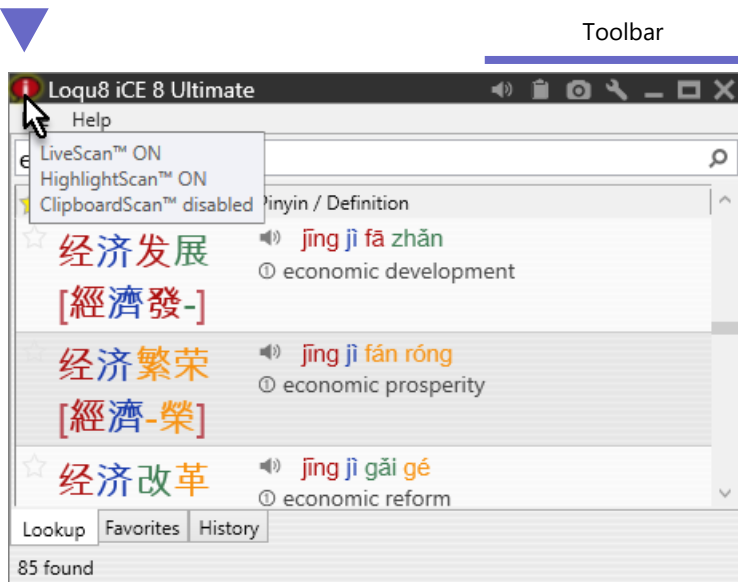 Toolbar
Loqu8 iCE 8 Ultimate
Help
LiveScan™ ON
HighlightScan™ ON
ClipboardScan™ disabled
Pinyin / Definition
经济发展 jīng jì fā zhǎn
① economic development
[經濟發-]
经济繁荣 jīng jì fán róng
① economic prosperity
[經濟-榮]
经济改革 jīng jì gǎi gé
① economic reform
Lookup Favorites History
85 found